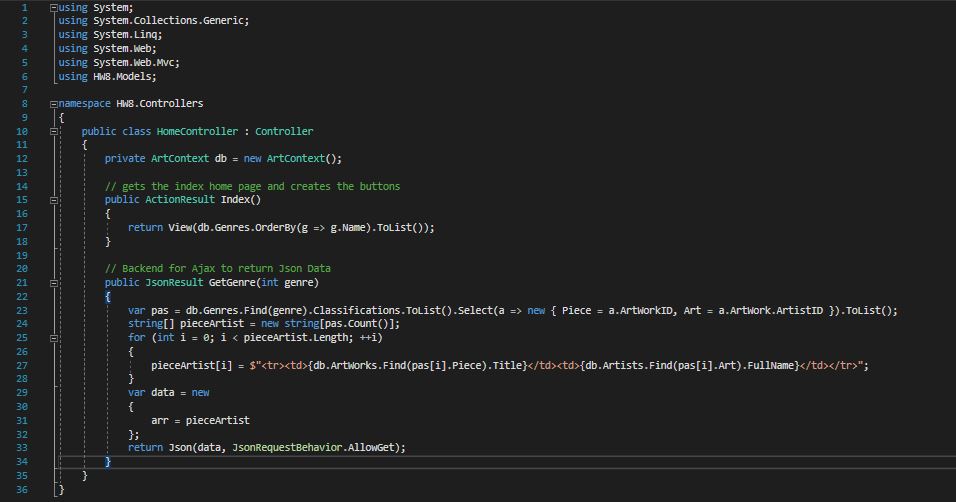 1 using System;
2 using System.Collections.Generic;
3 using System.Linq;
4 using System.Web;
5 using System.Web.Mvc;
6 using HW8.Models;
7
8 namespace HW8.Controllers
9 {
10     public class HomeController : Controller
11     {
12         private ArtContext db = new ArtContext();
13
14         // gets the index home page and creates the buttons
15         public ActionResult Index()
16         {
17             return View(db.Genres.OrderBy(g => g.Name).ToList());
18         }
19
20         // Backend for Ajax to return Json Data
21         public JsonResult GetGenre(int genre)
22         {
23             var pas = db.Genres.Find(genre).Classifications.ToList().Select(a => new { Piece = a.ArtWorkID, Art = a.ArtWork.ArtistID }).ToList();
24             string[] pieceArtist = new string[pas.Count()];
25             for (int i = 0; i < pieceArtist.Length; ++i)
26             {
27                 pieceArtist[i] = $"<tr><td>{db.ArtWorks.Find(pas[i].Piece).Title}</td><td>{db.Artists.Find(pas[i].Art).FullName}</td></tr>";
28             }
29             var data = new
30             {
31                 arr = pieceArtist
32             };
33             return Json(data, JsonRequestBehavior.AllowGet);
34         }
35     }
36 }